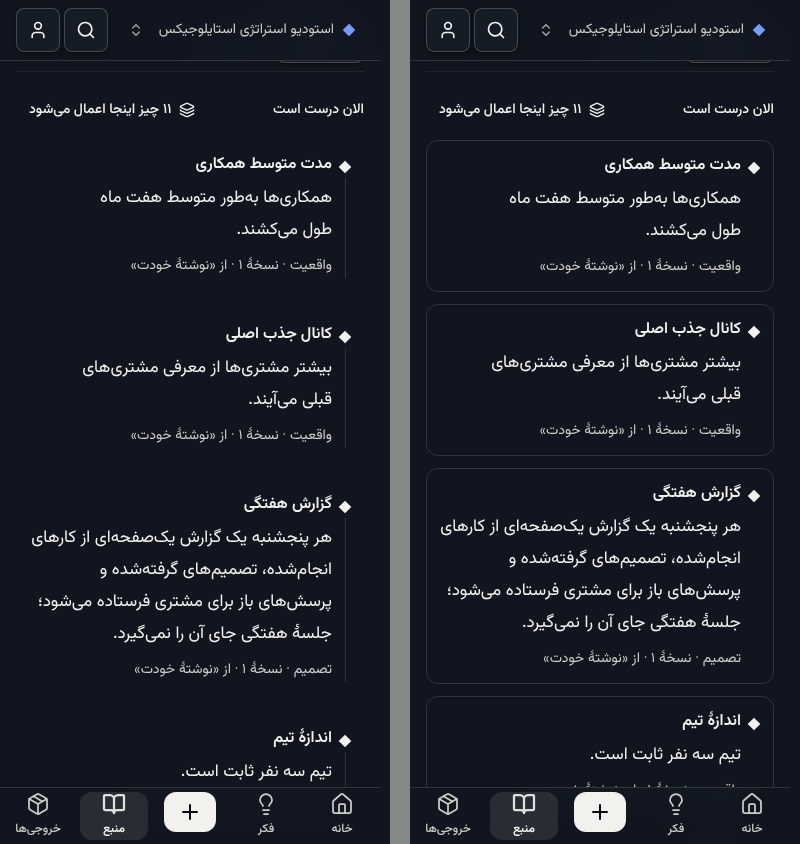 استودیو استراتژی استایلوجیکس
الان درست است
۱۱ چیز اینجا اعمال می‌شود
مدت متوسط همکاری
همکاری‌ها به‌طور متوسط هفت ماه
طول می‌کشند.
واقعیت · نسخهٔ ۱ · از «نوشتهٔ خودت»
کانال جذب اصلی
بیشتر مشتری‌ها از معرفی مشتری‌های
قبلی می‌آیند.
واقعیت · نسخهٔ ۱ · از «نوشتهٔ خودت»
گزارش هفتگی
هر پنجشنبه یک گزارش یک‌صفحه‌ای از کارهای
انجام‌شده، تصمیم‌های گرفته‌شده و
پرسش‌های باز برای مشتری فرستاده می‌شود؛
جلسهٔ هفتگی جای آن را نمی‌گیرد.
تصمیم · نسخهٔ ۱ · از «نوشتهٔ خودت»
اندازهٔ تیم
تیم سه نفر ثابت است.
خانه
فکر
منبع
خروجی‌ها
استودیو استراتژی استایلوجیکس
الان درست است
۱۱ چیز اینجا اعمال می‌شود
مدت متوسط همکاری
همکاری‌ها به‌طور متوسط هفت ماه
طول می‌کشند.
واقعیت · نسخهٔ ۱ · از «نوشتهٔ خودت»
کانال جذب اصلی
بیشتر مشتری‌ها از معرفی مشتری‌های
قبلی می‌آیند.
واقعیت · نسخهٔ ۱ · از «نوشتهٔ خودت»
گزارش هفتگی
هر پنجشنبه یک گزارش یک‌صفحه‌ای از کارهای
انجام‌شده، تصمیم‌های گرفته‌شده و
پرسش‌های باز برای مشتری فرستاده می‌شود؛
جلسهٔ هفتگی جای آن را نمی‌گیرد.
تصمیم · نسخهٔ ۱ · از «نوشتهٔ خودت»
اندازهٔ تیم
تیم سه نفر ثابت است.
خانه
فکر
منبع
خروجی‌ها